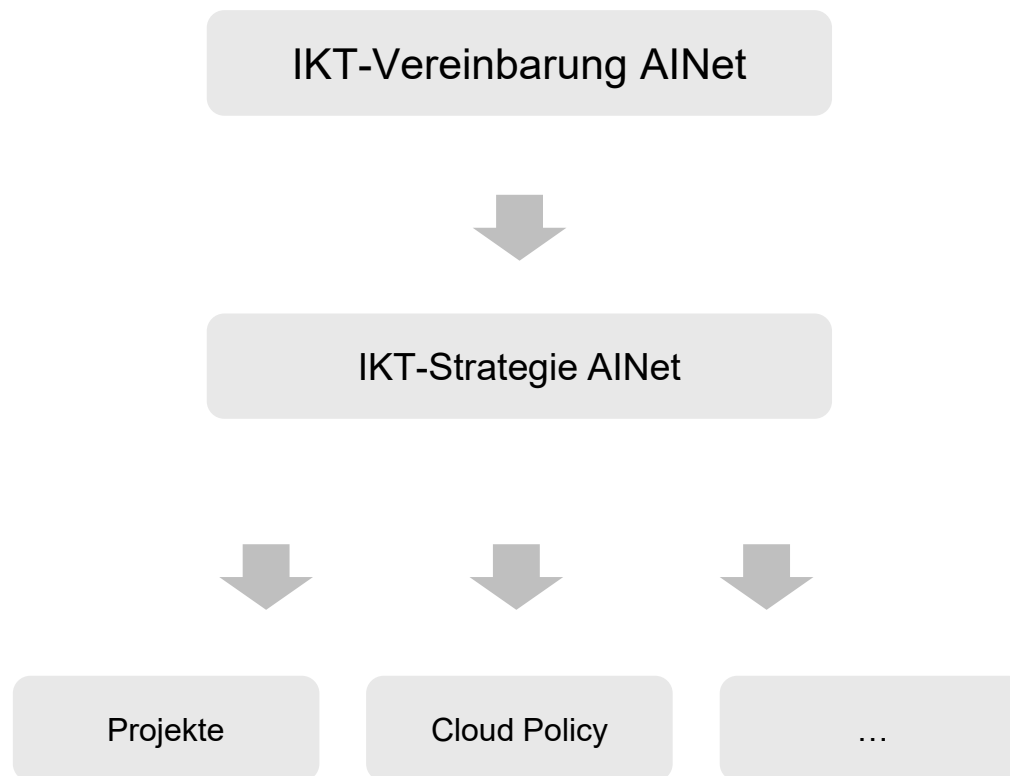 IKT-Vereinbarung AINet
IKT-Strategie AINet
Projekte
Cloud Policy
…